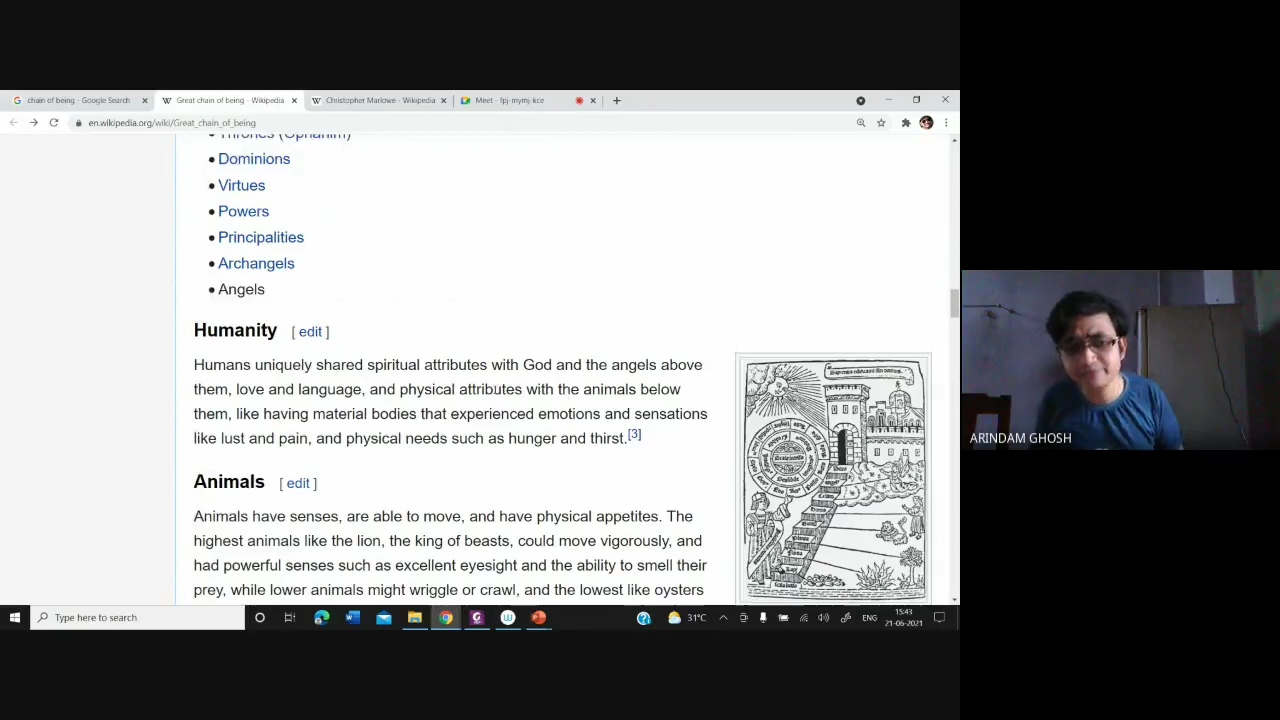 chain of being - Google Search
Great chain of being - Wikipedia
Christopher Marlowe - Wikipedia
Meet - fpj-mymj-kce
en.wikipedia.org/wiki/Great_chain_of_being
Thrones (Ophanim)
Dominions
Virtues
Powers
Principalities
Archangels
Angels
Humanity [ edit ]
Humans uniquely shared spiritual attributes with God and the angels above
them, love and language, and physical attributes with the animals below
them, like having material bodies that experienced emotions and sensations
like lust and pain, and physical needs such as hunger and thirst.[3]
Animals [ edit ]
Animals have senses, are able to move, and have physical appetites. The
highest animals like the lion, the king of beasts, could move vigorously, and
had powerful senses such as excellent eyesight and the ability to smell their
prey, while lower animals might wriggle or crawl, and the lowest like oysters
ARINDAM GHOSH
Type here to search
31°C
ENG
15:43
21-06-2021